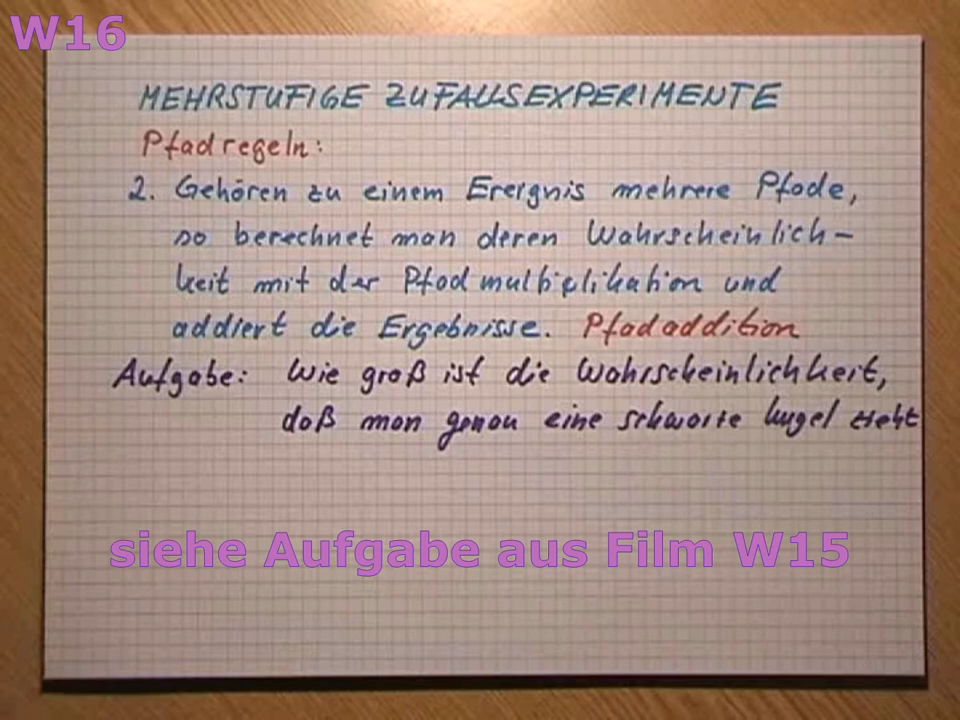 W16
MEHRSTUFIGE ZUFALLSEXPERIMENTE
Pfadregeln:
2. Gehören zu einem Ereignis mehrere Pfade,
so berechnet man deren Wahrscheinlich-
keit mit der Pfadmultiplikation und
addiert die Ergebnisse. Pfadaddition
Aufgabe: Wie groß ist die Wahrscheinlichkeit,
daß man genau eine schwarze Kugel zieht
siehe Aufgabe aus Film W15